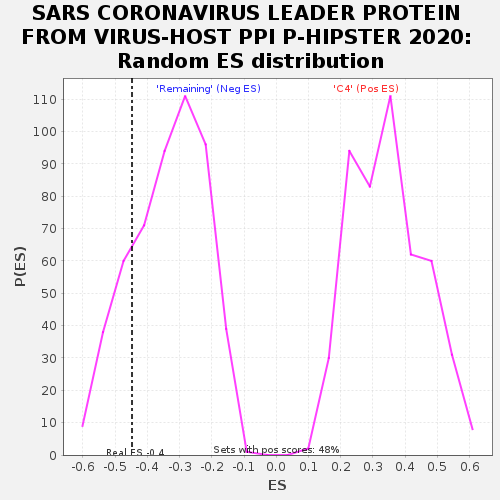 SARS CORONAVIRUS LEADER PROTEIN
FROM VIRUS-HOST PPI P-HIPSTER 2020:
Random ES distribution
'Remaining' (Neg ES)
'C4' (Pos ES)
110
100
90
80
70
60
50
40
30
20
10
0
P(ES)
Real ES -0.4
Sets with pos scores: 48%
-0.6 -0.5 -0.4 -0.3 -0.2 -0.1 0.0 0.1 0.2 0.3 0.4 0.5 0.6
ES